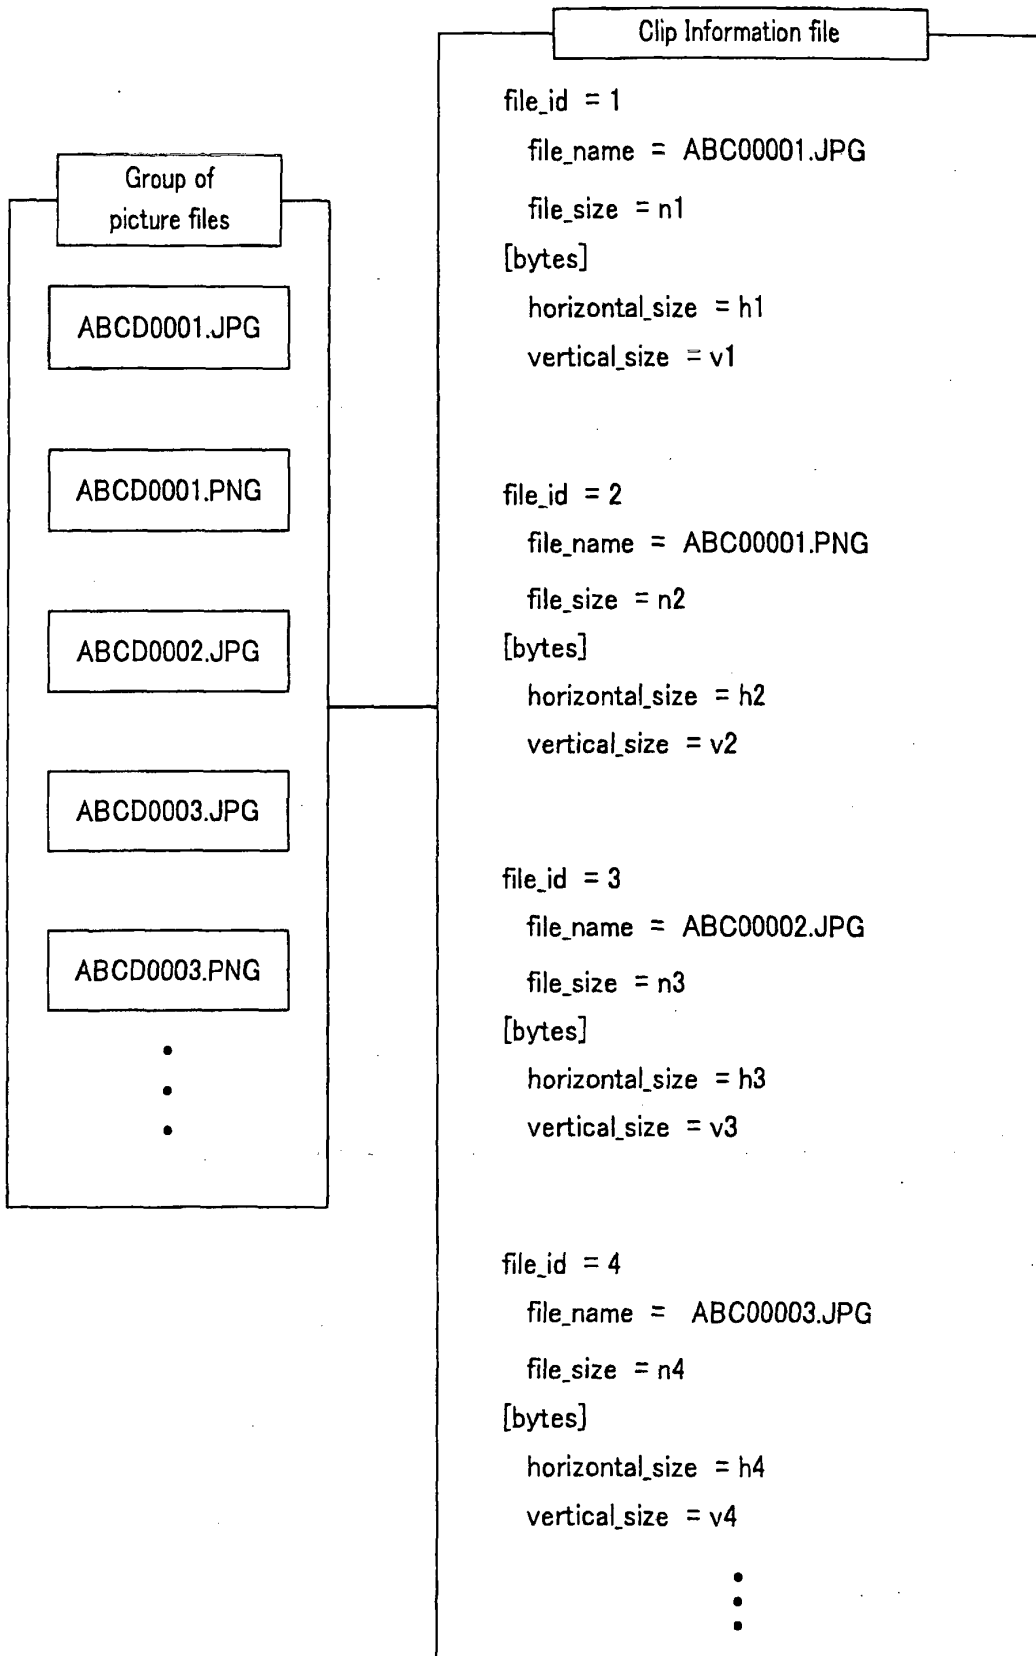 Group of
picture files
ABCD0001.JPG
ABCD0001.PNG
ABCD0002.JPG
ABCD0003.JPG
ABCD0003.PNG
Clip Information file
file_id = 1
file_name = ABC00001.JPG
file_size = n1
[bytes]
horizontal_size = h1
vertical_size = v1
file_id = 2
file_name = ABC00001.PNG
file_size = n2
[bytes]
horizontal_size = h2
vertical_size = v2
file_id = 3
file_name = ABC00002.JPG
file_size = n3
[bytes]
horizontal_size = h3
vertical_size = v3
file_id = 4
file_name = ABC00003.JPG
file_size = n4
[bytes]
horizontal_size = h4
vertical_size = v4